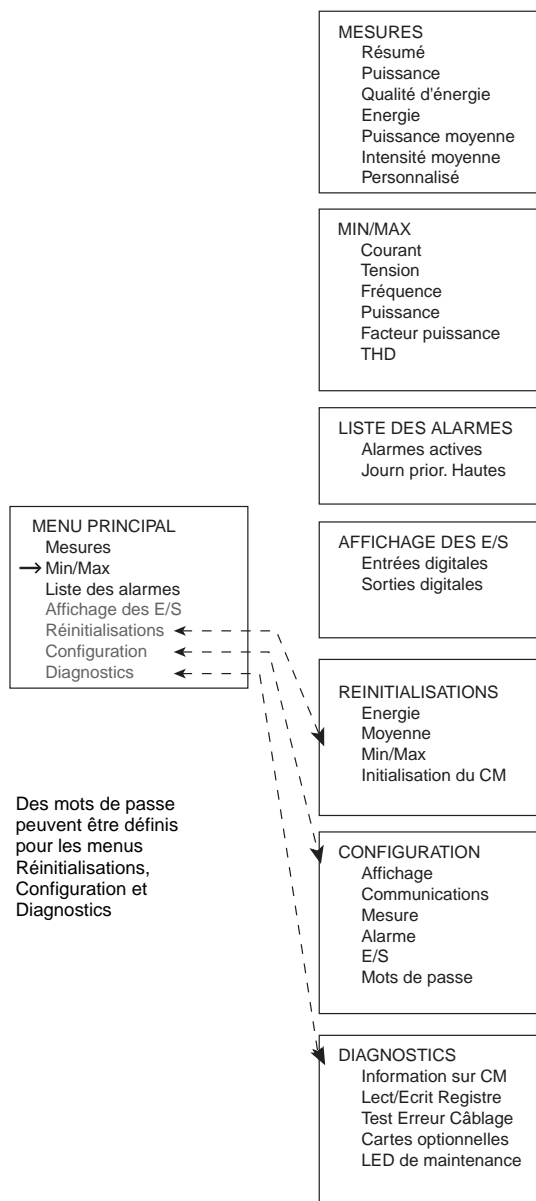 MESURES
Résumé
Puissance
Qualité d'énergie
Energie
Puissance moyenne
Intensité moyenne
Personnalisé
MIN/MAX
Courant
Tension
Fréquence
Puissance
Facteur puissance
THD
LISTE DES ALARMES
Alarmes actives
Journ prior. Hautes
MENU PRINCIPAL
Mesures
Min/Max
Liste des alarmes
Affichage des E/S
Réinitialisations
Configuration
Diagnostics
AFFICHAGE DES E/S
Entrées digitales
Sorties digitales
REINITIALISATIONS
Energie
Moyenne
Min/Max
Initialisation du CM
Des mots de passe
peuvent être définis
pour les menus
Réinitialisations,
Configuration et
Diagnostics
CONFIGURATION
Affichage
Communications
Mesure
Alarme
E/S
Mots de passe
DIAGNOSTICS
Information sur CM
Lect/Ecrit Registre
Test Erreur Câblage
Cartes optionnelles
LED de maintenance